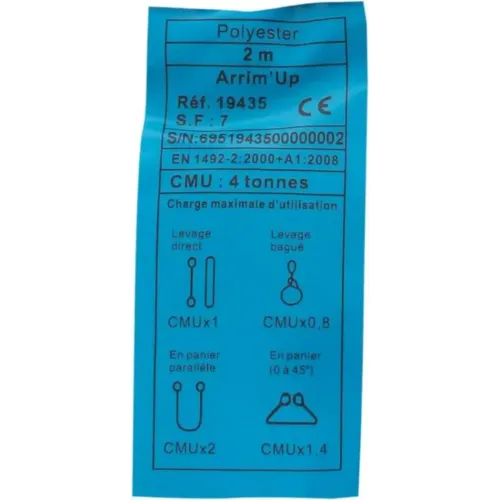 Polyester
2 m
Arrim'Up
Réf. 19435 CE
S.F.: 7
S/N:6951943500000002
EN 1492-2:2000+A1:2008
CMU : 4 tonnes
Charge maximale d'utilisation
Levage
direct
CMUx1
Levage
bagué
CMUx0,8
En panier
parallèle
CMUx2
En panier
(0 à 45°)
CMUx1,4